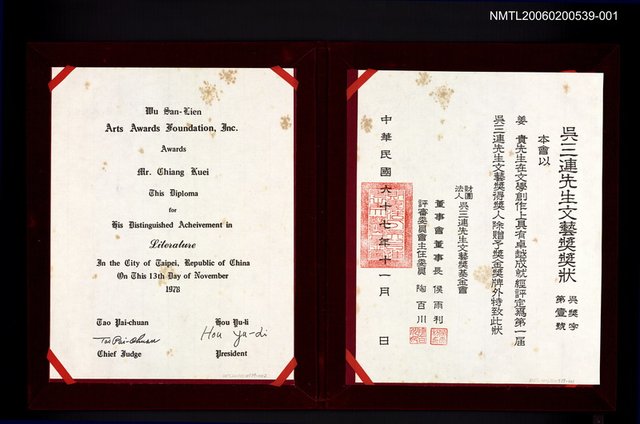 NMTL20060200539-001
Wu San-Lien
Arts Awards Foundation, Inc.
Awards
Mr. Chiang Kuei
This Diploma
for
His Distinguished Acheivement in
Literature
In the City of Taipei, Republic of China
On This 13th Day of November
1978
Tao Pai-chuan
Hou Yu-li
Tao Pai-Chuan
Hou Yu-di
Chief Judge
President
吳三連先生文藝獎獎狀
吳獎字
第壹號
本會以
姜貴先生在文學創作上具有卓越成就經評定為第一屆
吳三連先生文藝獎得獎人除贈予獎金獎牌外特致此狀
財團
法人
吳三連先生文藝獎基金會
董事會董事長 侯雨利
評審委員會主任委員 陶百川
中華民國六十七年十一月 日